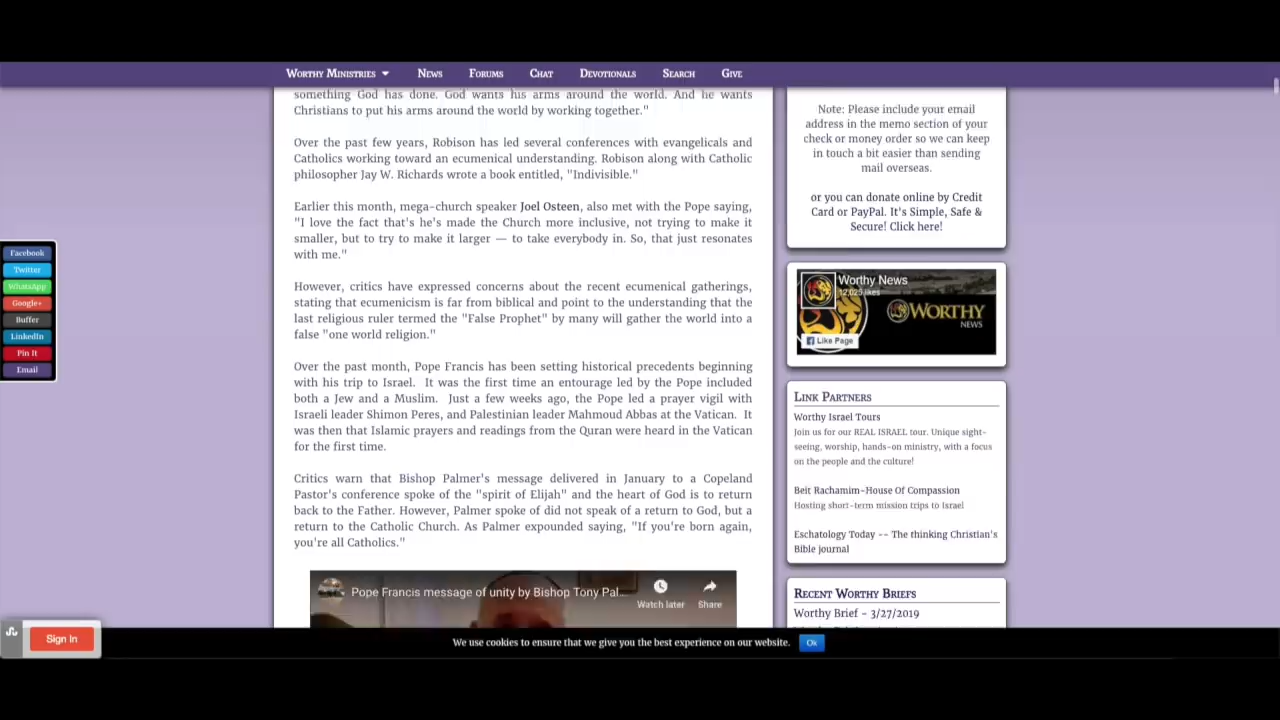 Worthy Ministries
News
Forums
Chat
Devotionals
Search
Give
something God has done. God wants his arms around the world. And he wants
Christians to put his arms around the world by working together."
Over the past few years, Robison has led several conferences with evangelicals and
Catholics working toward an ecumenical understanding. Robison along with Catholic
philosopher Jay W. Richards wrote a book entitled, "Indivisible."
Earlier this month, mega-church speaker Joel Osteen, also met with the Pope saying,
"I love the fact that's he's made the Church more inclusive, not trying to make it
smaller, but to try to make it larger — to take everybody in. So, that just resonates
with me."
However, critics have expressed concerns about the recent ecumenical gatherings,
stating that ecumenicism is far from biblical and point to the understanding that the
last religious ruler termed the "False Prophet" by many will gather the world into a
false "one world religion."
Over the past month, Pope Francis has been setting historical precedents beginning
with his trip to Israel. It was the first time an entourage led by the Pope included
both a Jew and a Muslim. Just a few weeks ago, the Pope led a prayer vigil with
Israeli leader Shimon Peres, and Palestinian leader Mahmoud Abbas at the Vatican. It
was then that Islamic prayers and readings from the Quran were heard in the Vatican
for the first time.
Critics warn that Bishop Palmer's message delivered in January to a Copeland
Pastor's conference spoke of the "spirit of Elijah" and the heart of God is to return
back to the Father. However, Palmer spoke of did not speak of a return to God, but a
return to the Catholic Church. As Palmer expounded saying, "If you're born again,
you're all Catholics."
Pope Francis message of unity by Bishop Tony Pal...
Watch later
Share
Note: Please include your email
address in the memo section of your
check or money order so we can keep
in touch a bit easier than sending
mail overseas.
or you can donate online by Credit
Card or PayPal. It's Simple, Safe &
Secure! Click here!
Worthy News
12,025 likes
WORTHY
NEWS
Like Page
Link Partners
Worthy Israel Tours
Join us for our REAL ISRAEL tour. Unique sight-
seeing, worship, hands-on ministry, with a focus
on the people and the culture!
Beit Rachamim-House Of Compassion
Hosting short-term mission trips to Israel
Eschatology Today -- The thinking Christian's
Bible journal
Recent Worthy Briefs
Worthy Brief - 3/27/2019
Facebook
Twitter
WhatsApp
Google+
Buffer
LinkedIn
Pin It
Email
Sign In
We use cookies to ensure that we give you the best experience on our website.
Ok